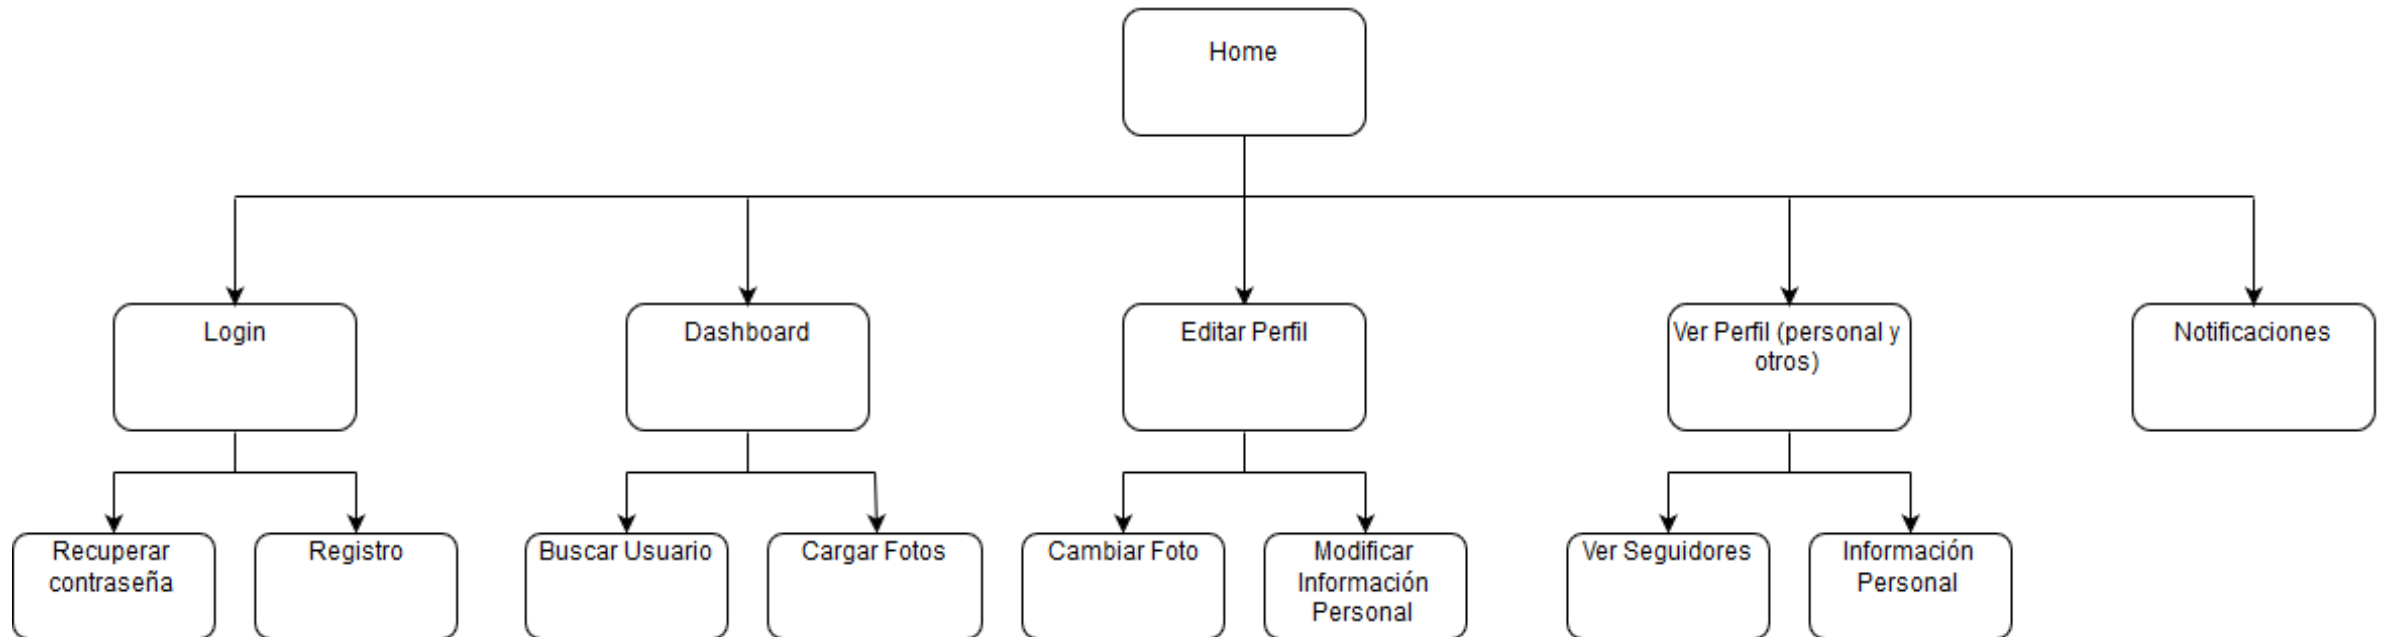 Home
Login
Dashboard
Editar Perfil
Ver Perfil (personal y
otros)
Notificaciones
Recuperar
contraseña
Registro
Buscar Usuario
Cargar Fotos
Cambiar Foto
Modificar
Información
Personal
Ver Seguidores
Información
Personal